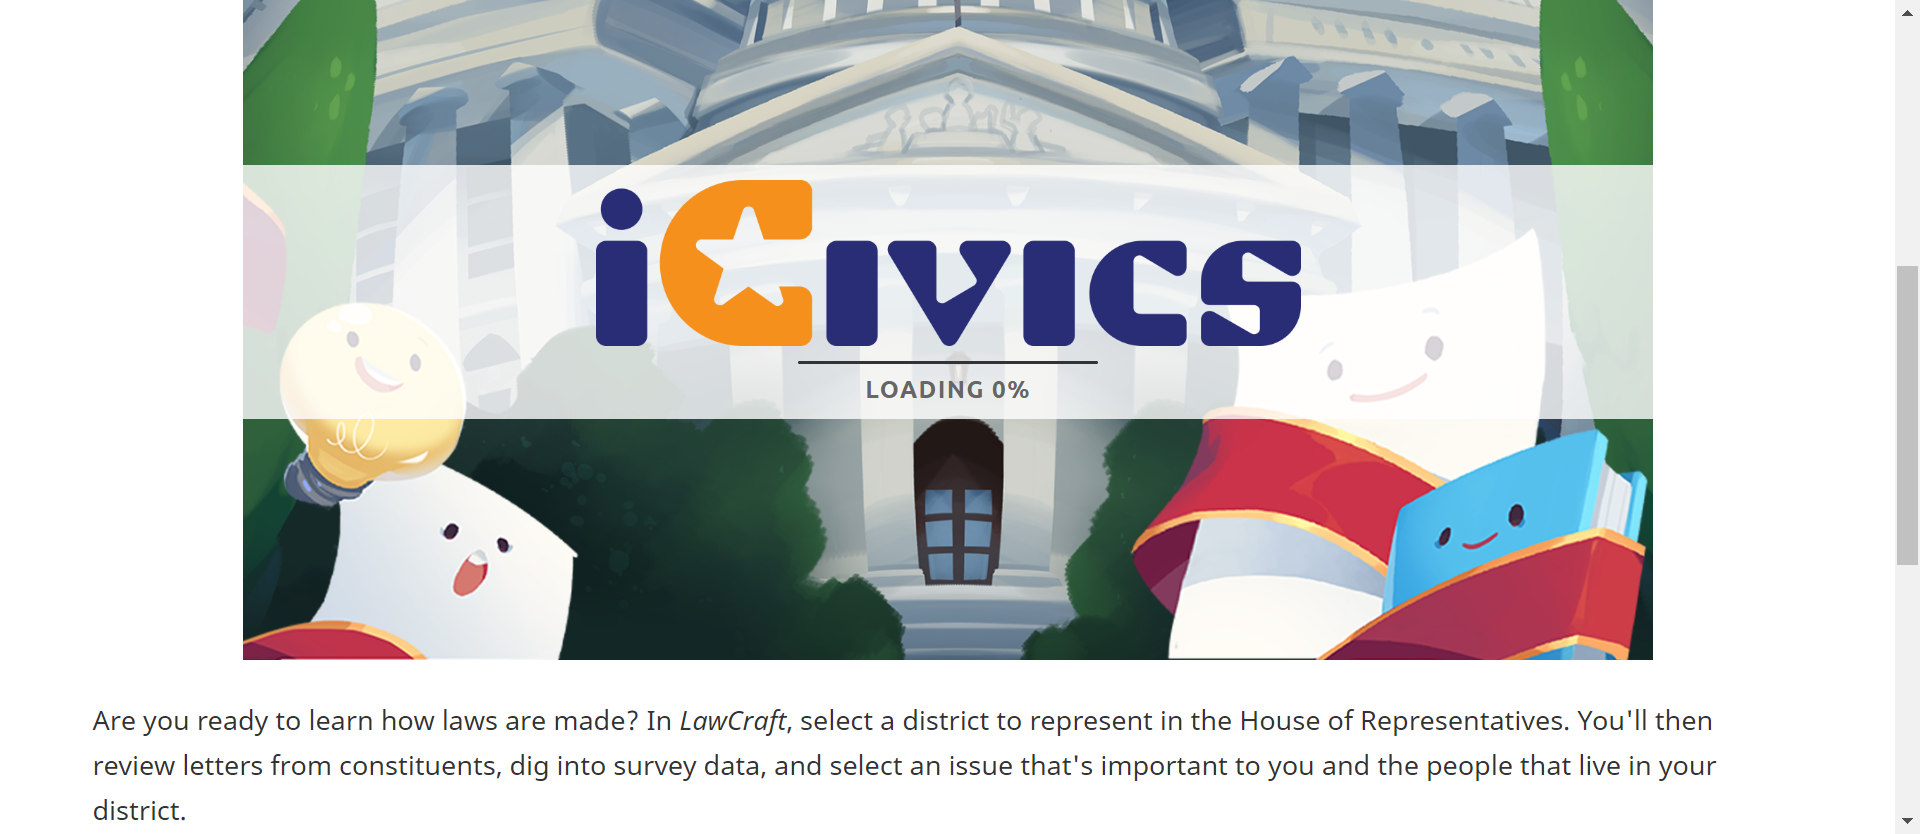 iCivics
LOADING 0%
Are you ready to learn how laws are made? In LawCraft, select a district to represent in the House of Representatives. You'll then
review letters from constituents, dig into survey data, and select an issue that's important to you and the people that live in your
district.